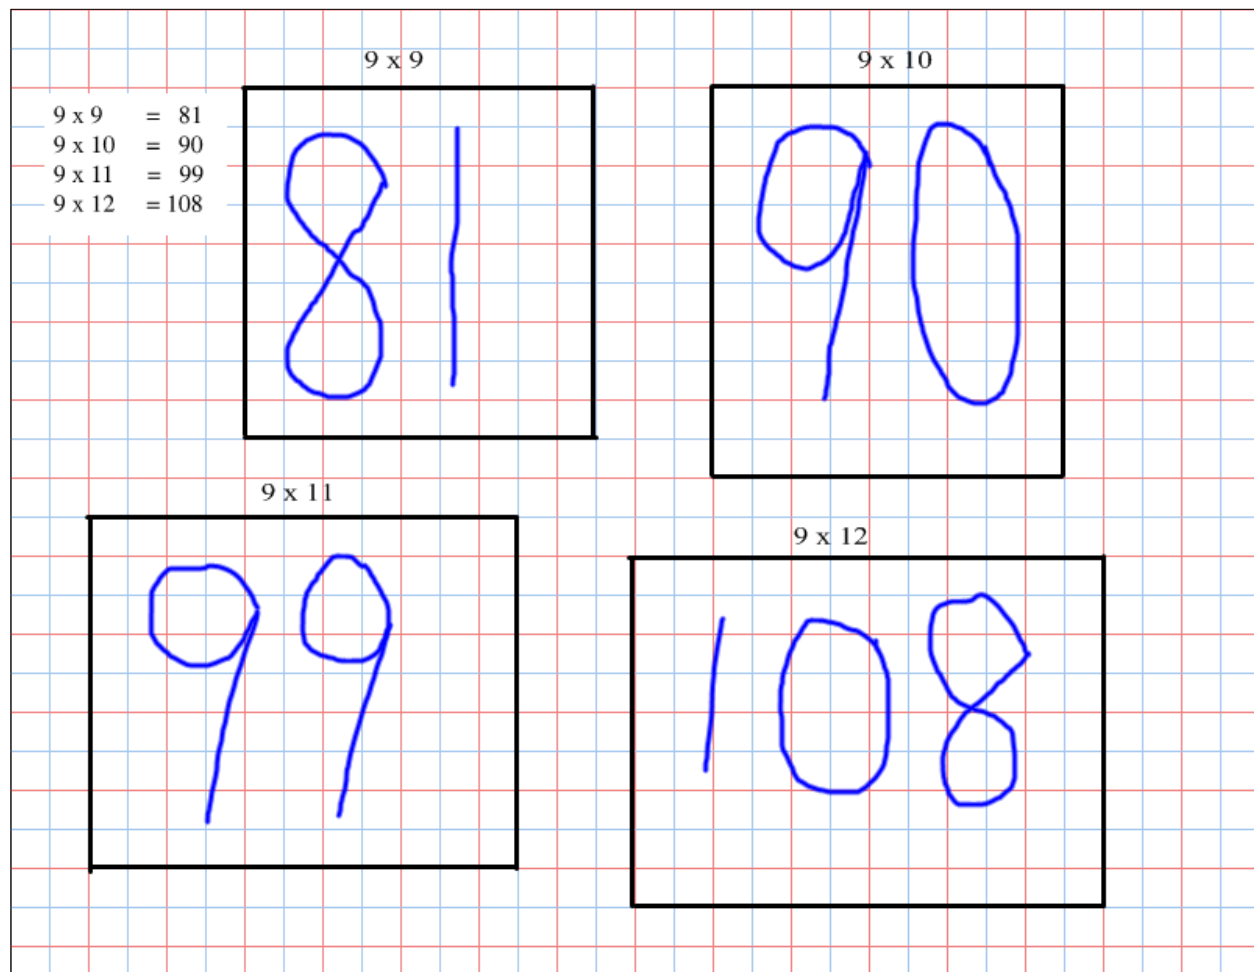 9 x 9 9 x 10
9 x 9 = 81
9 x 10 = 90
9 x 11 = 99
9 x 12 = 108
81 90
9 x 11 9 x 12
99 108